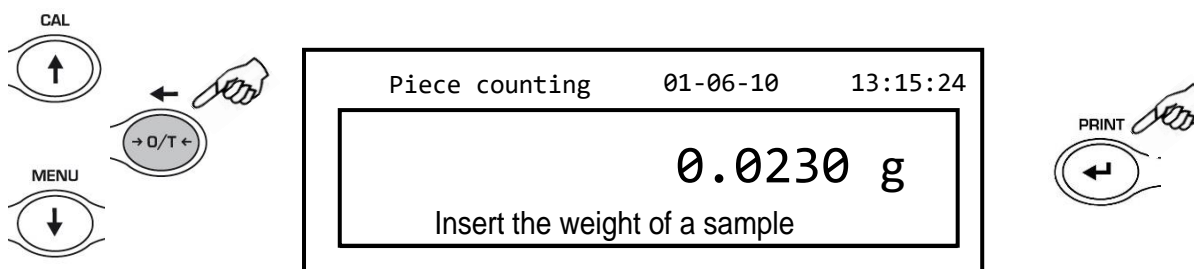 CAL
→ 0/T ←
MENU
Piece counting 01-06-10 13:15:24
0.0230 g
Insert the weight of a sample
PRINT